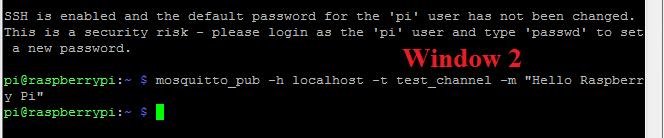 SSH is enabled and the default password for the 'pi' user has not been changed.
This is a security risk - please login as the 'pi' user and type 'passwd' to set
a new password.
Window 2
pi@raspberrypi:~ $ mosquitto_pub -h localhost -t test_channel -m "Hello Raspberr
y Pi"
pi@raspberrypi:~ $